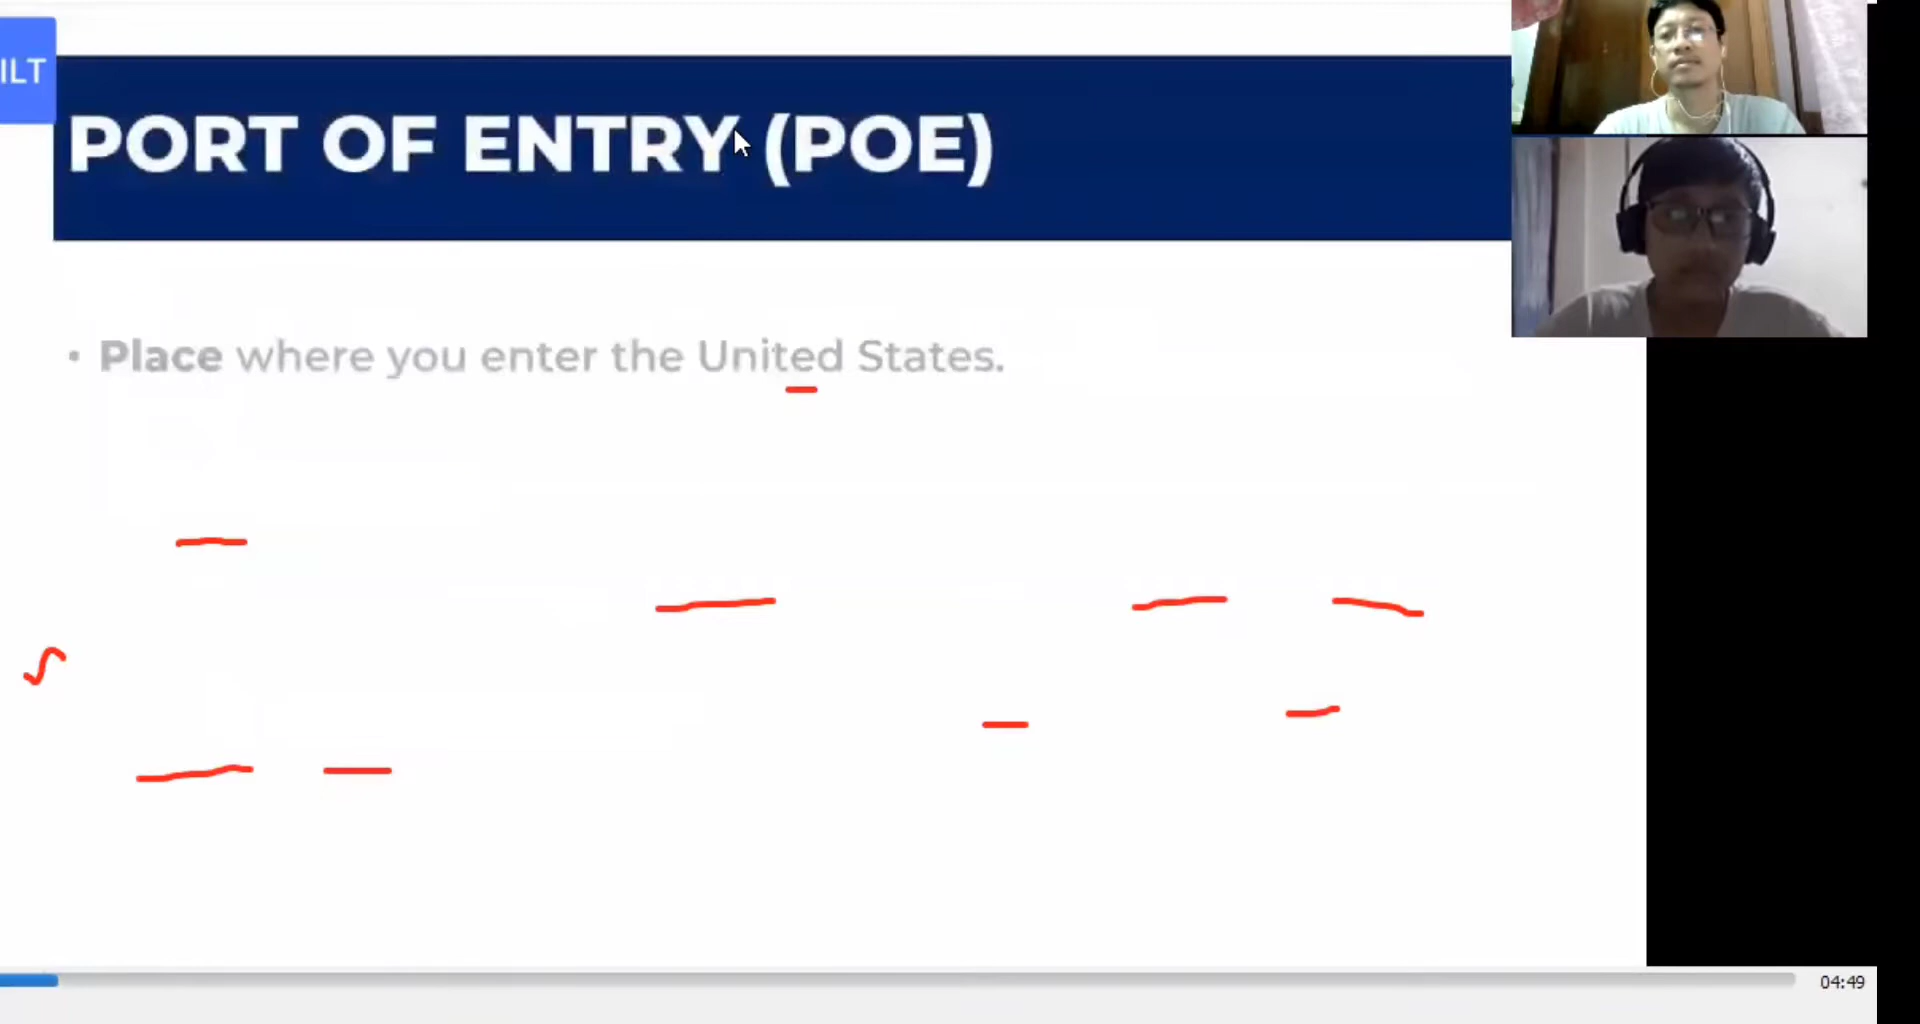 ILT
PORT OF ENTRY (POE)
• Place where you enter the United States.
04:49